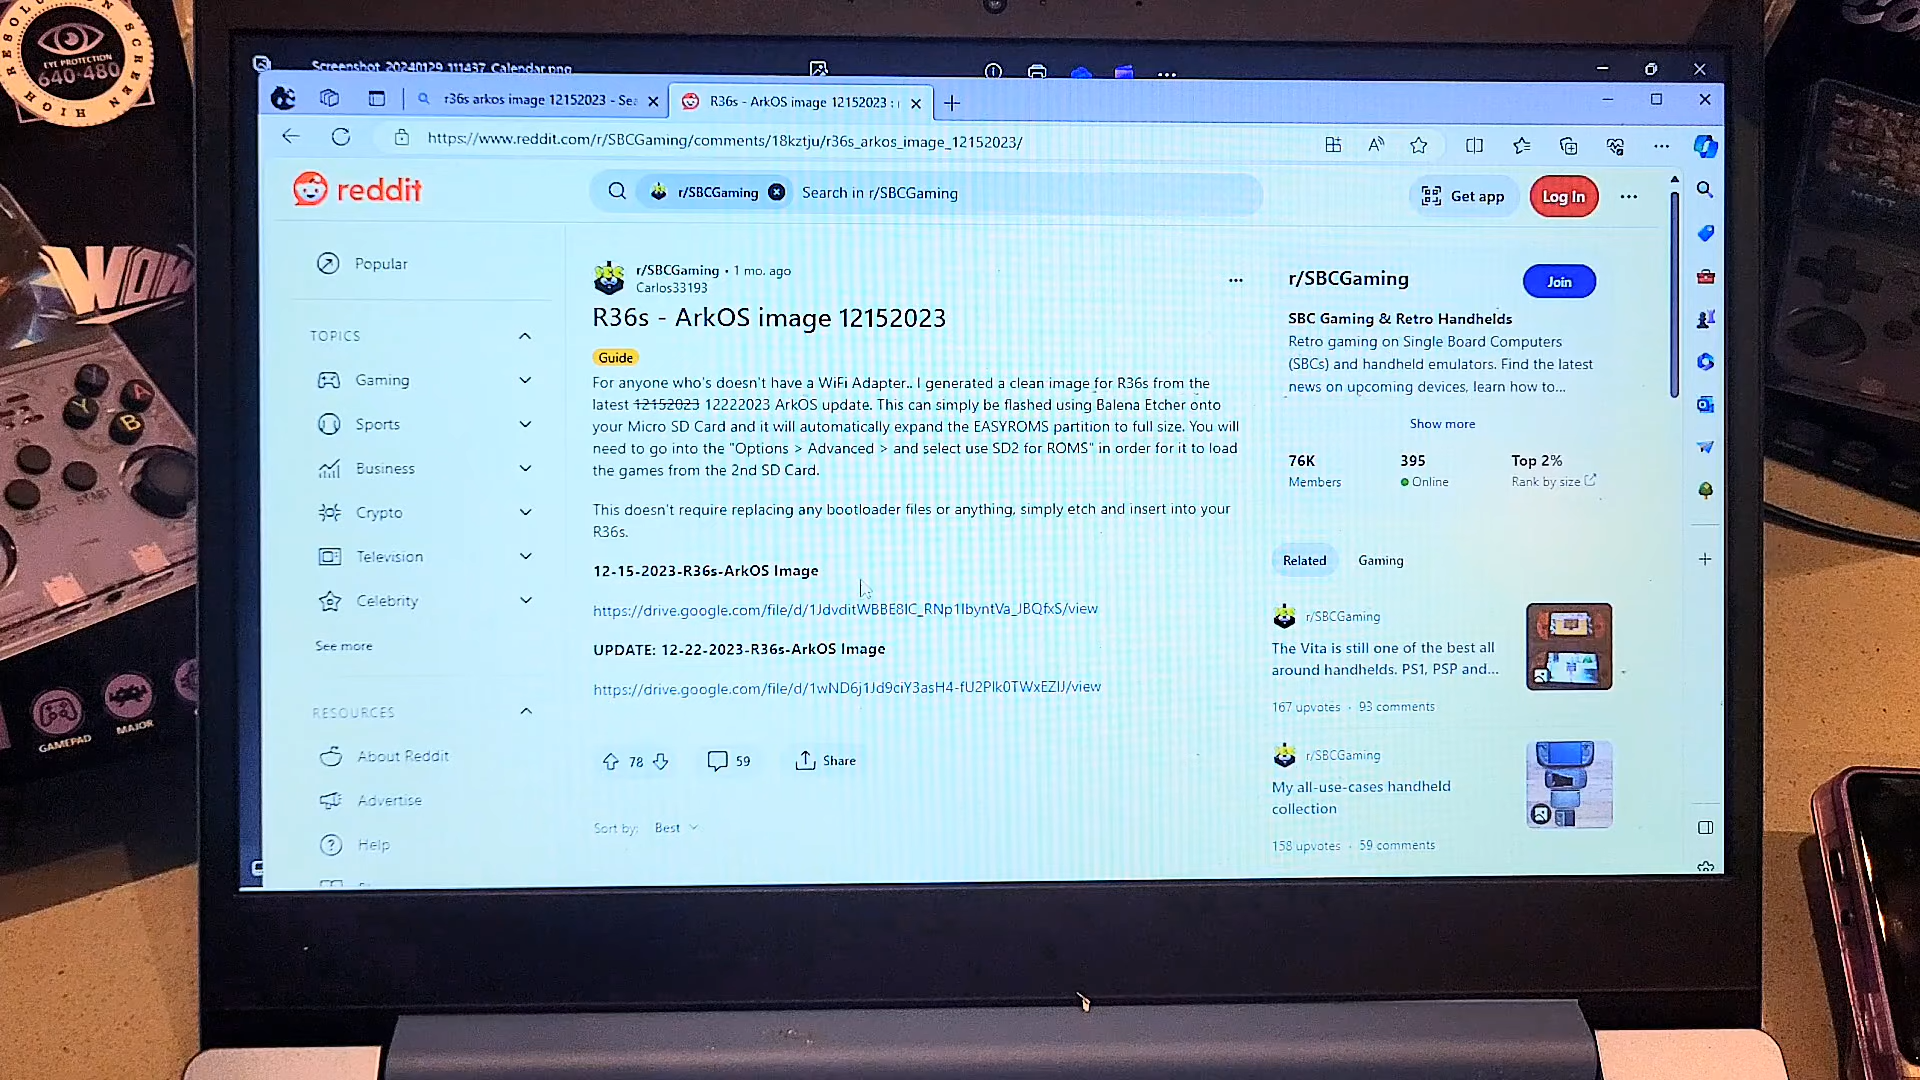 RESOLUTION SCREEN
HIGH
EYE PROTECTION
640*480
WOW
GAMEPAD
MAJOR
SELECT
START
X
Y
A
B
NEXT
Screenshot_20240129_111437_Calendar.png
r36s arkos image 12152023 - Sea
R36s - ArkOS image 12152023 : r
https://www.reddit.com/r/SBCGaming/comments/18kztju/r36s_arkos_image_12152023/
reddit
r/SBCGaming
Search in r/SBCGaming
Get app
Log In
Popular
TOPICS
Gaming
Sports
Business
Crypto
Television
Celebrity
See more
RESOURCES
About Reddit
Advertise
Help
r/SBCGaming • 1 mo. ago
Carlos33193
R36s - ArkOS image 12152023
Guide
For anyone who's doesn't have a WiFi Adapter.. I generated a clean image for R36s from the
latest 12152023 12222023 ArkOS update. This can simply be flashed using Balena Etcher onto
your Micro SD Card and it will automatically expand the EASYROMS partition to full size. You will
need to go into the "Options > Advanced > and select use SD2 for ROMS" in order for it to load
the games from the 2nd SD Card.
This doesn't require replacing any bootloader files or anything, simply etch and insert into your
R36s.
12-15-2023-R36s-ArkOS Image
https://drive.google.com/file/d/1JdvditWBBE8IC_RNp1IbyntVa_JBQfxS/view
UPDATE: 12-22-2023-R36s-ArkOS Image
https://drive.google.com/file/d/1wND6j1Jd9ciY3asH4-fU2Plk0TWxEZIJ/view
78
59
Share
Sort by: Best
r/SBCGaming
Join
SBC Gaming & Retro Handhelds
Retro gaming on Single Board Computers
(SBCs) and handheld emulators. Find the latest
news on upcoming devices, learn how to...
Show more
76K
Members
395
Online
Top 2%
Rank by size
Related
Gaming
r/SBCGaming
The Vita is still one of the best all
around handhelds. PS1, PSP and...
167 upvotes · 93 comments
r/SBCGaming
My all-use-cases handheld
collection
158 upvotes · 59 comments